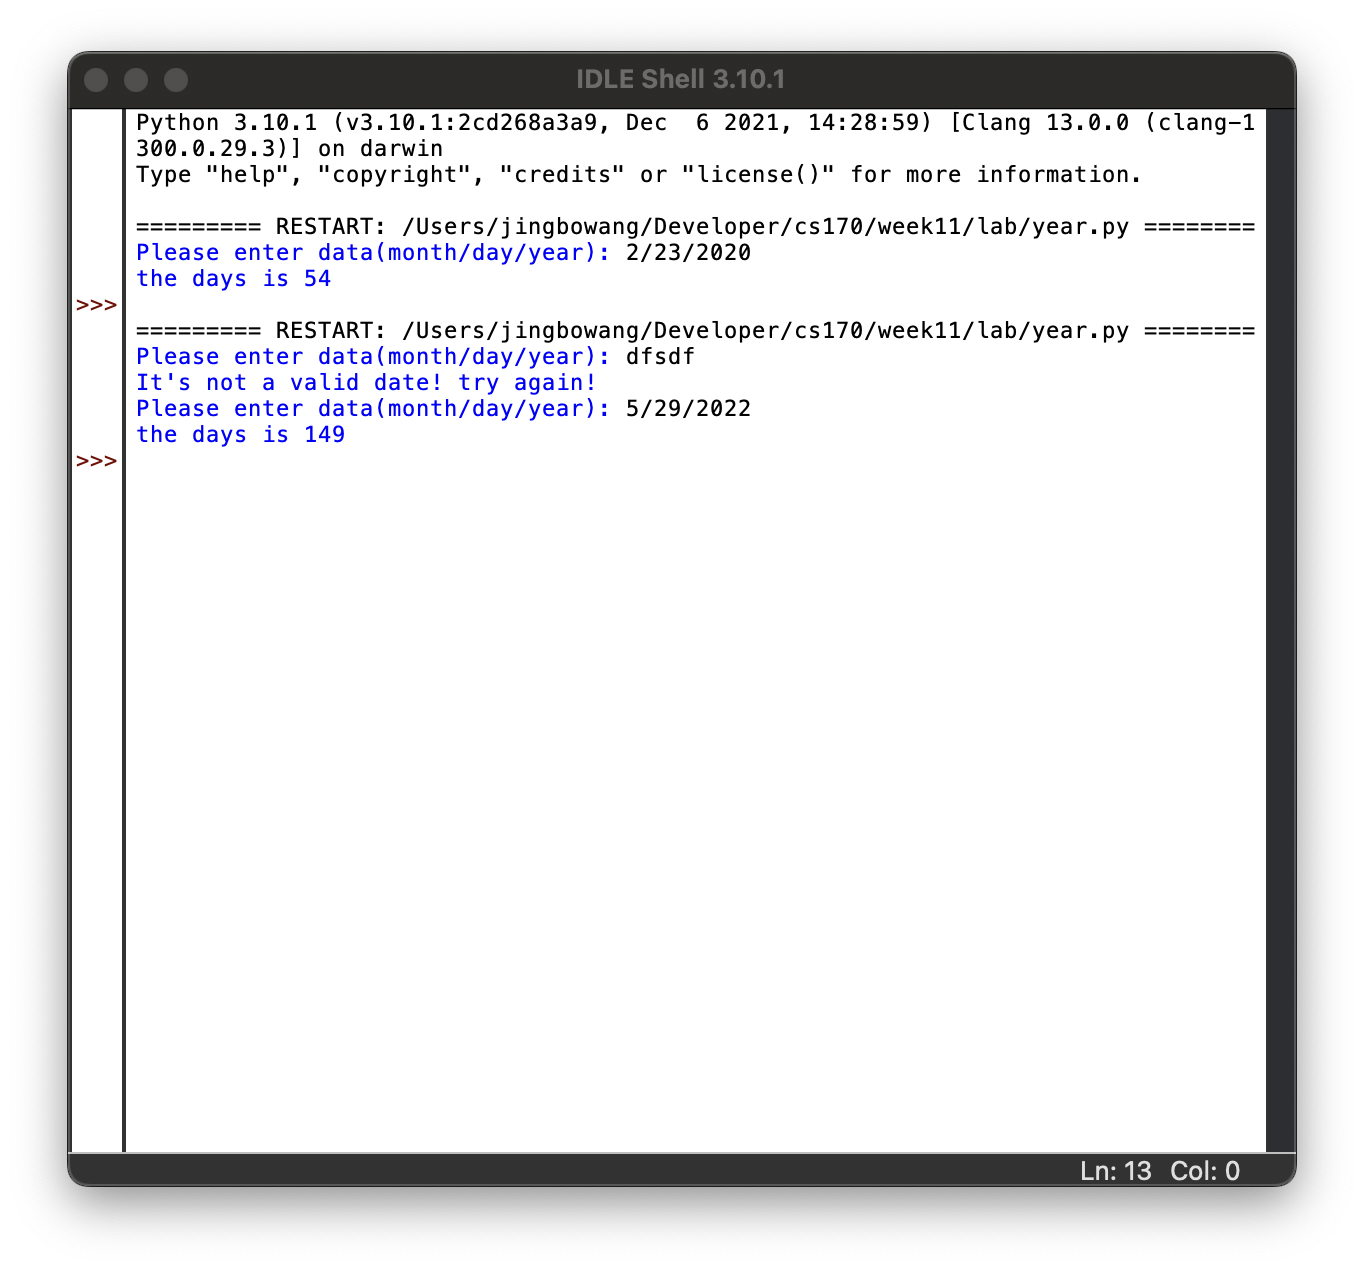 IDLE Shell 3.10.1
Python 3.10.1 (v3.10.1:2cd268a3a9, Dec  6 2021, 14:28:59) [Clang 13.0.0 (clang-1
300.0.29.3)] on darwin
Type "help", "copyright", "credits" or "license()" for more information.
========= RESTART: /Users/jingbowang/Developer/cs170/week11/lab/year.py ========
Please enter data(month/day/year): 2/23/2020
the days is 54
>>>
========= RESTART: /Users/jingbowang/Developer/cs170/week11/lab/year.py ========
Please enter data(month/day/year): dfsdf
It's not a valid date! try again!
Please enter data(month/day/year): 5/29/2022
the days is 149
>>>
Ln: 13  Col: 0